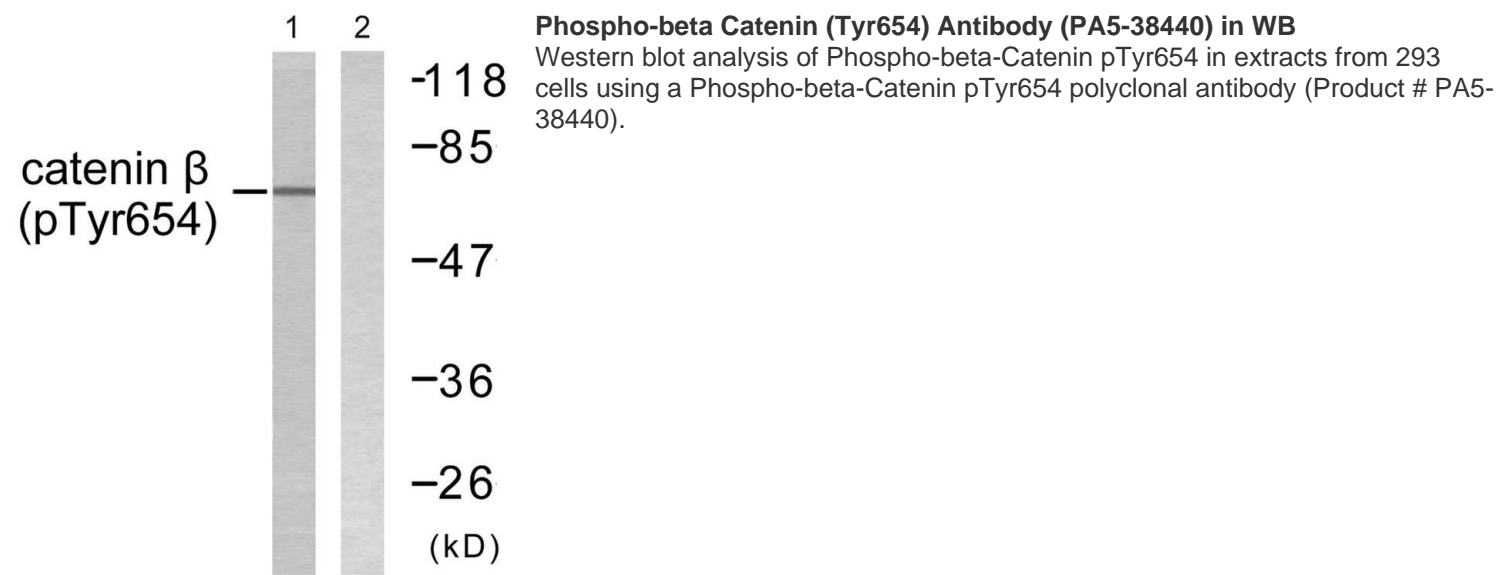 1 2
catenin β
(pTyr654)
-118
-85
-47
-36
-26
(kD)
Phospho-beta Catenin (Tyr654) Antibody (PA5-38440) in WB
Western blot analysis of Phospho-beta-Catenin pTyr654 in extracts from 293
cells using a Phospho-beta-Catenin pTyr654 polyclonal antibody (Product # PA5-
38440).